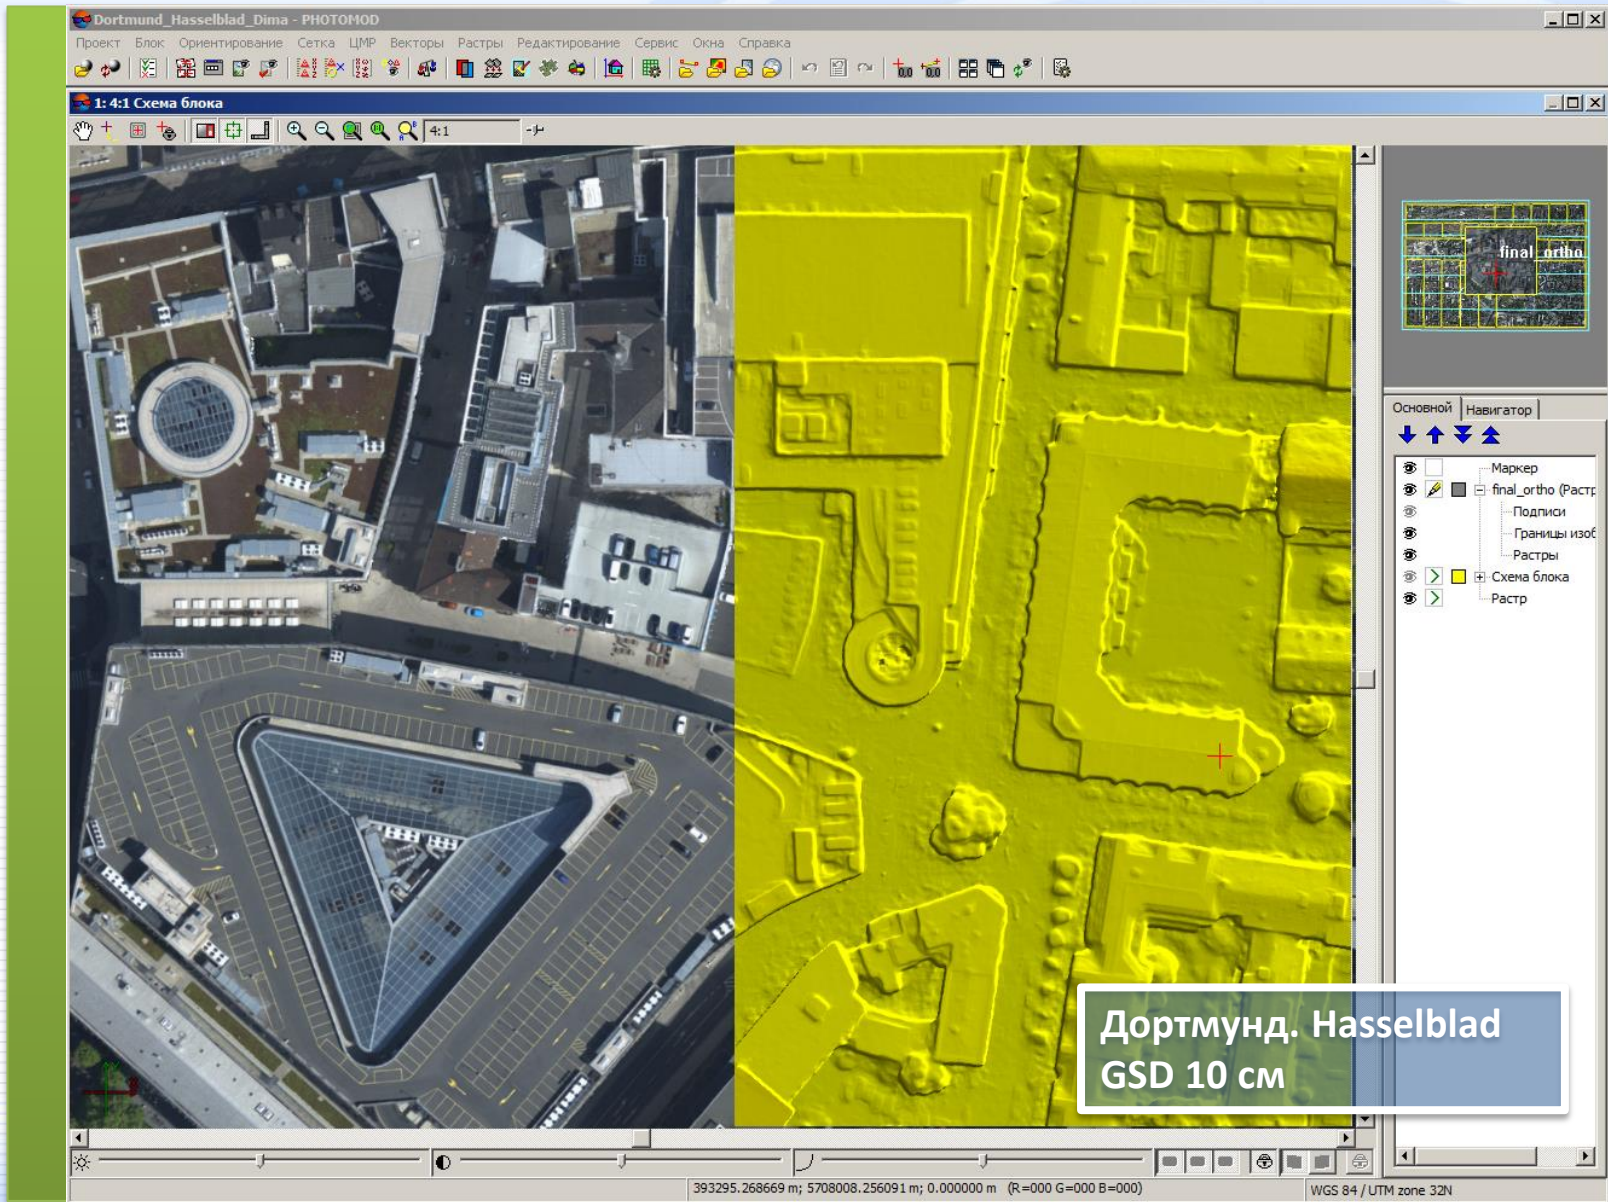 Dortmund_Hasselblad_Dima - PHOTOMOD
Проект Блок Ориентирование Сетка ЦМР Векторы Растры Редактирование Сервис Окна Справка
1: 4:1 Схема блока
4:1
final_ortho
Основной Навигатор
Маркер
final_ortho (Растр
Подписи
Границы изоб
Растры
Схема блока
Растр
Дортмунд. Hasselblad
GSD 10 см
393295.268669 m; 5708008.256091 m; 0.000000 m (R=000 G=000 B=000)
WGS 84 / UTM zone 32N